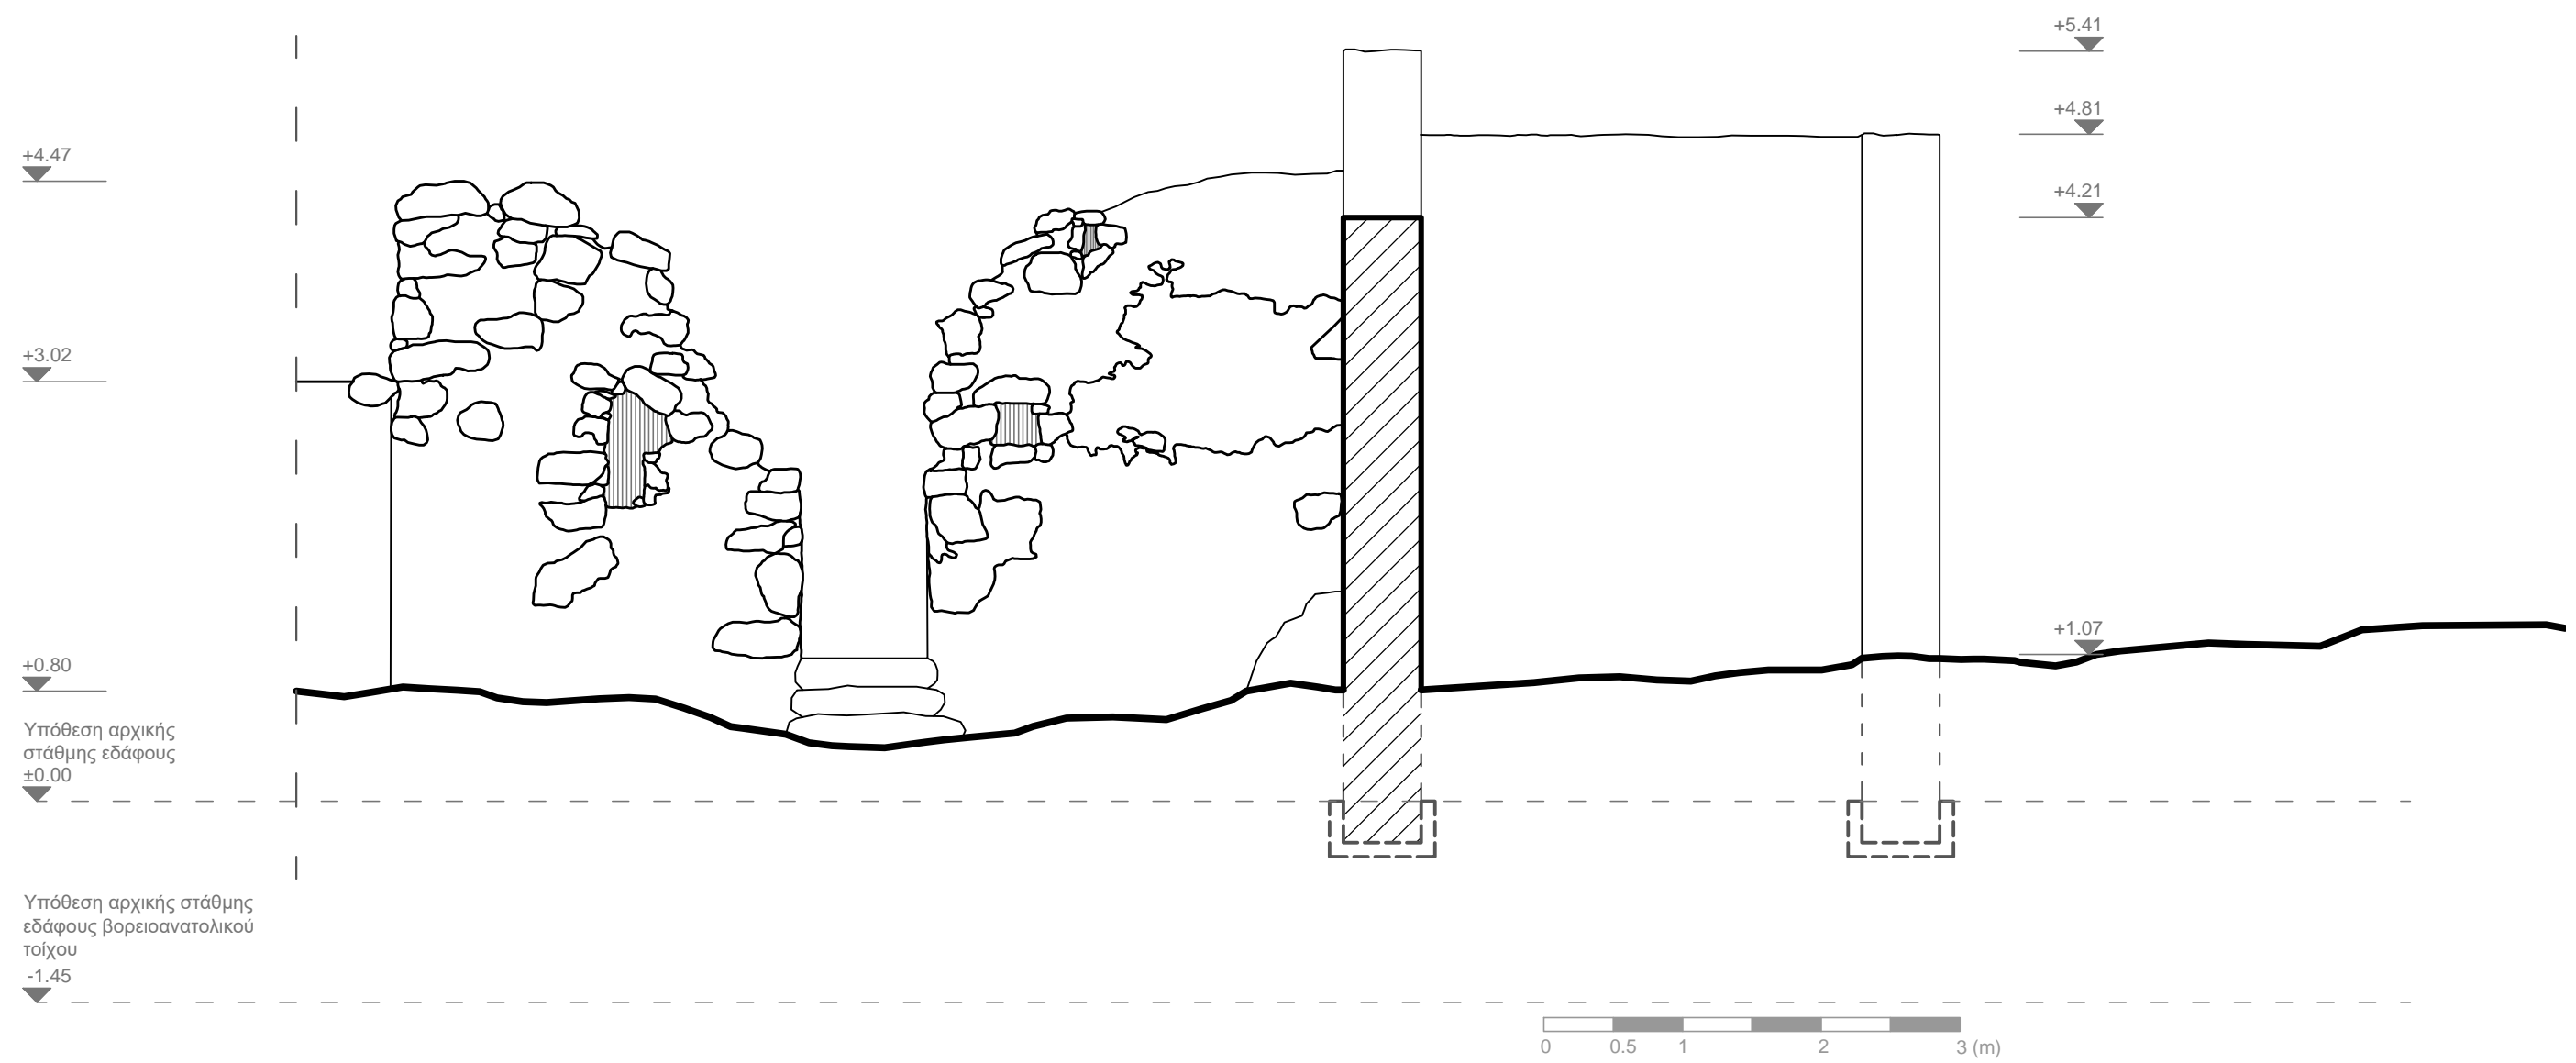 +5.41
+4.81
+4.47
+4.21
+3.02
+1.07
+0.80
Υπόθεση αρχικής
στάθμης εδάφους
±0.00
Υπόθεση αρχικής στάθμης
εδάφους βορειοανατολικού
τοίχου
-1.45
0 0.5 1 2 3 (m)